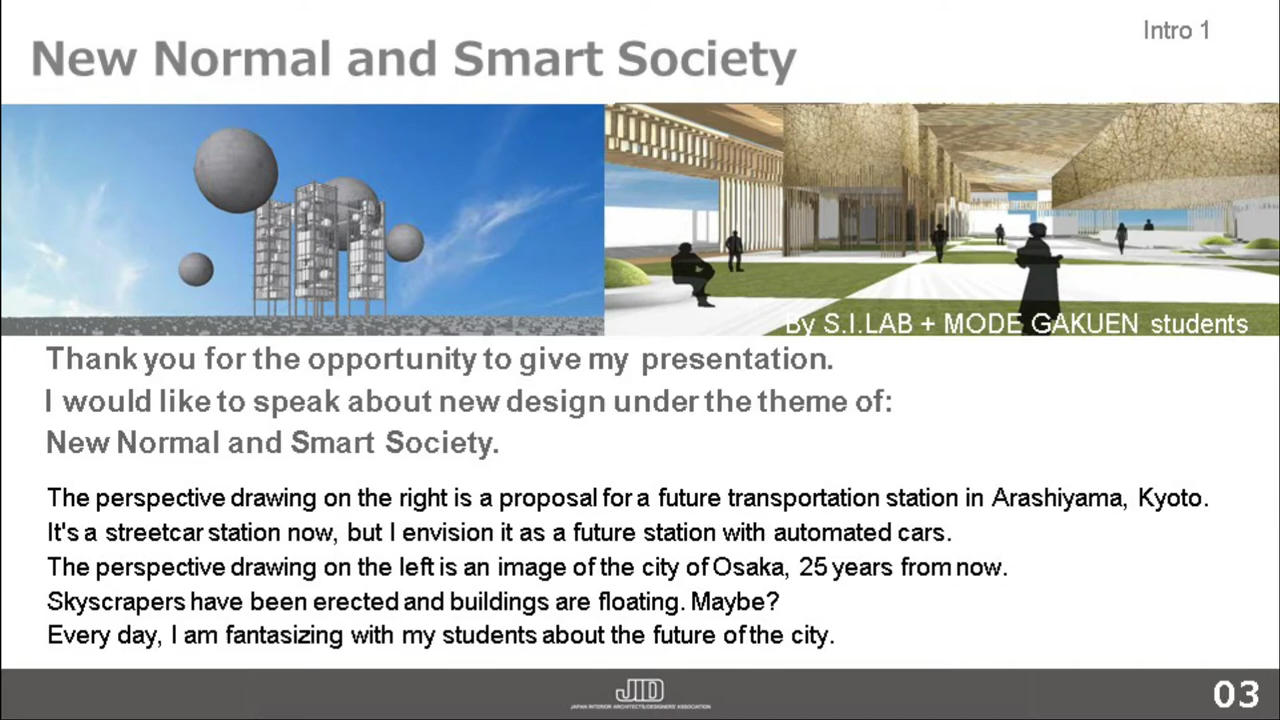 Intro 1
New Normal and Smart Society
By S.I.LAB + MODE GAKUEN students
Thank you for the opportunity to give my presentation.
I would like to speak about new design under the theme of:
New Normal and Smart Society.
The perspective drawing on the right is a proposal for a future transportation station in Arashiyama, Kyoto.
It's a streetcar station now, but I envision it as a future station with automated cars.
The perspective drawing on the left is an image of the city of Osaka, 25 years from now.
Skyscrapers have been erected and buildings are floating. Maybe?
Every day, I am fantasizing with my students about the future of the city.
JID
JAPAN INTERIOR ARCHITECTS/DESIGNERS' ASSOCIATION
03